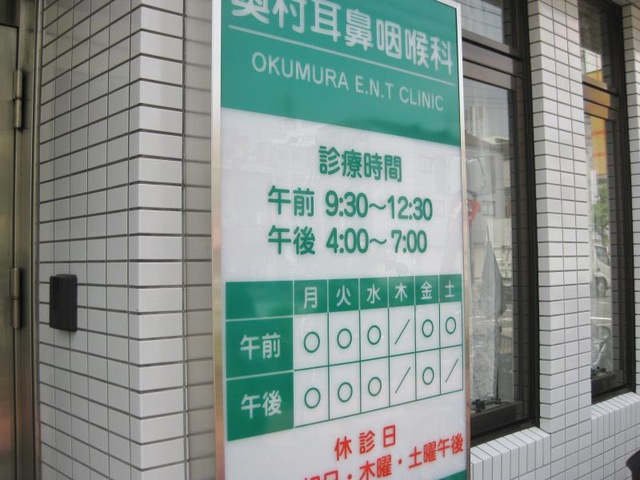 奥村耳鼻咽喉科
OKUMURA E.N.T CLINIC
診療時間
午前 9:30〜12:30
午後 4:00〜7:00
月 火 水 木 金 土
午前 ○ ○ ○ / ○ ○
午後 ○ ○ ○ / ○ /
休診日
祝日・木曜・土曜午後